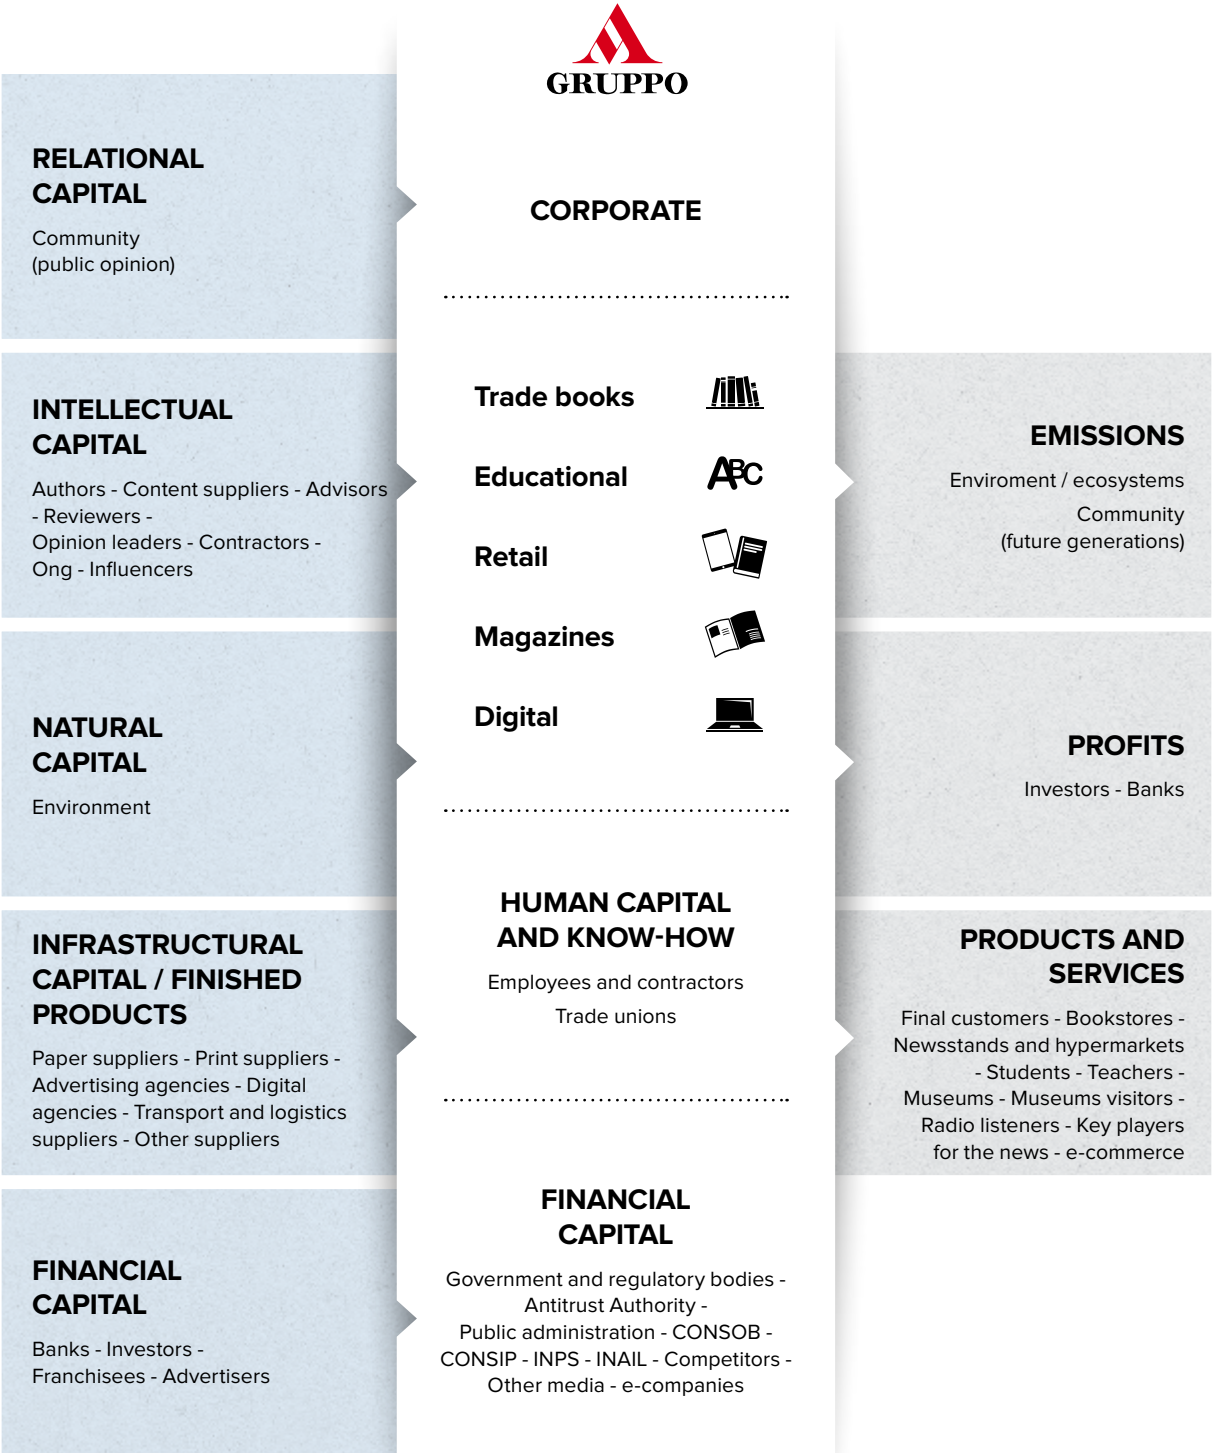 GRUPPO
RELATIONAL
CAPITAL
Community
(public opinion)
INTELLECTUAL
CAPITAL
Authors - Content suppliers - Advisors
- Reviewers -
Opinion leaders - Contractors -
Ong - Influencers
NATURAL
CAPITAL
Environment
INFRASTRUCTURAL
CAPITAL / FINISHED
PRODUCTS
Paper suppliers - Print suppliers -
Advertising agencies - Digital
agencies - Transport and logistics
suppliers - Other suppliers
FINANCIAL
CAPITAL
Banks - Investors -
Franchisees - Advertisers
CORPORATE
Trade books
Educational
ABC
Retail
Magazines
Digital
HUMAN CAPITAL
AND KNOW-HOW
Employees and contractors
Trade unions
FINANCIAL
CAPITAL
Government and regulatory bodies -
Antitrust Authority -
Public administration - CONSOB -
CONSIP - INPS - INAIL - Competitors -
Other media - e-companies
EMISSIONS
Enviroment / ecosystems
Community
(future generations)
PROFITS
Investors - Banks
PRODUCTS AND
SERVICES
Final customers - Bookstores -
Newsstands and hypermarkets
- Students - Teachers -
Museums - Museums visitors -
Radio listeners - Key players
for the news - e-commerce